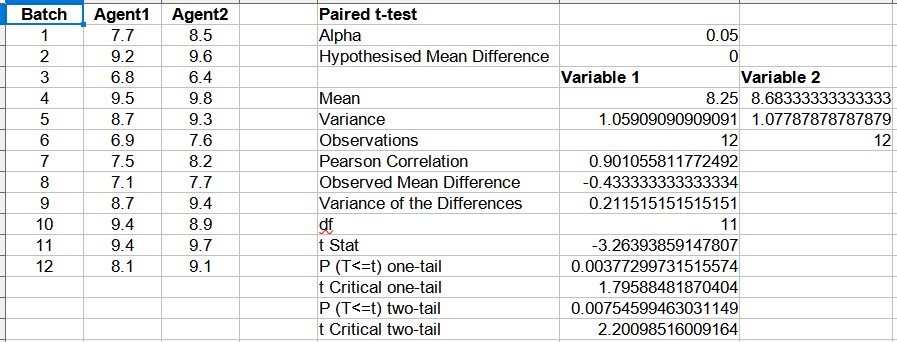 Batch Agent1 Agent2 Paired t-test
1 7.7 8.5 Alpha 0.05
2 9.2 9.6 Hypothesised Mean Difference 0
3 6.8 6.4 Variable 1 Variable 2
4 9.5 9.8 Mean 8.25 8.68333333333333
5 8.7 9.3 Variance 1.05909090909091 1.07787878787879
6 6.9 7.6 Observations 12 12
7 7.5 8.2 Pearson Correlation 0.901055811772492
8 7.1 7.7 Observed Mean Difference -0.433333333333334
9 8.7 9.4 Variance of the Differences 0.211515151515151
10 9.4 8.9 df 11
11 9.4 9.7 t Stat -3.26393859147807
12 8.1 9.1 P (T<=t) one-tail 0.00377299731515574
t Critical one-tail 1.79588481870404
P (T<=t) two-tail 0.00754599463031149
t Critical two-tail 2.20098516009164